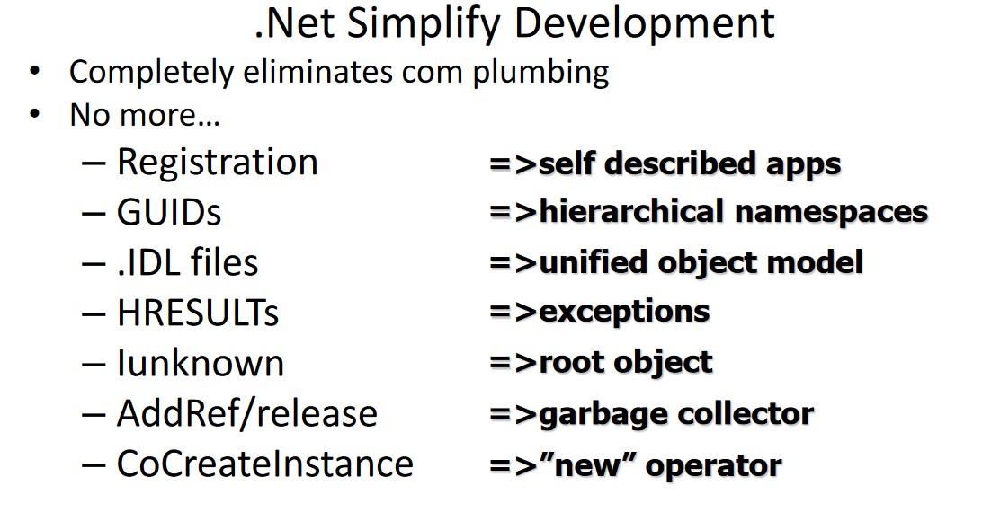 .Net Simplify Development
• Completely eliminates com plumbing
• No more...
– Registration =>self described apps
– GUIDs =>hierarchical namespaces
– .IDL files =>unified object model
– HRESULTs =>exceptions
– Iunknown =>root object
– AddRef/release =>garbage collector
– CoCreateInstance =>”new” operator